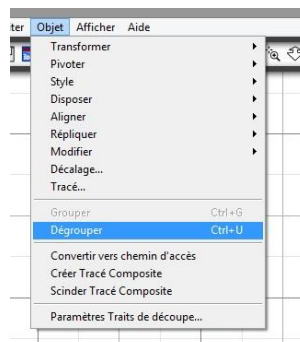 ter Objet Afficher Aide
Transformer
Pivoter
Style
Disposer
Aligner
Répliquer
Modifier
Décalage...
Tracé...
Grouper Ctrl+G
Dégrouper Ctrl+U
Convertir vers chemin d'accès
Créer Tracé Composite
Scinder Tracé Composite
Paramètres Traits de découpe...